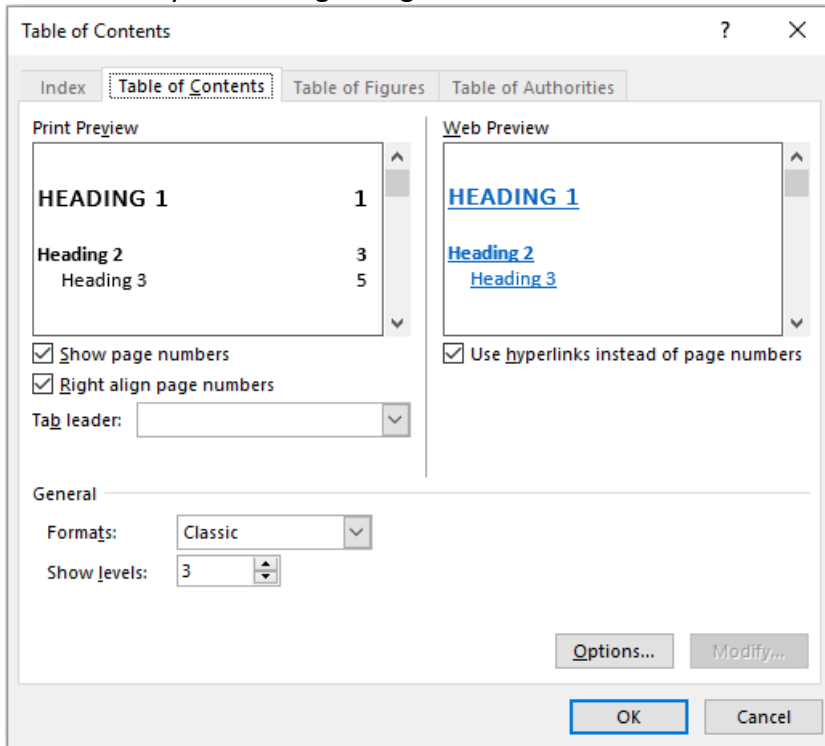 Table of Contents ?
Index Table of Contents Table of Figures Table of Authorities
Print Preview
HEADING 1 1
Heading 2 3
Heading 3 5
Show page numbers
Right align page numbers
Tab leader:
Web Preview
HEADING 1
Heading 2
Heading 3
Use hyperlinks instead of page numbers
General
Formats: Classic
Show levels: 3
Options... Modify...
OK Cancel